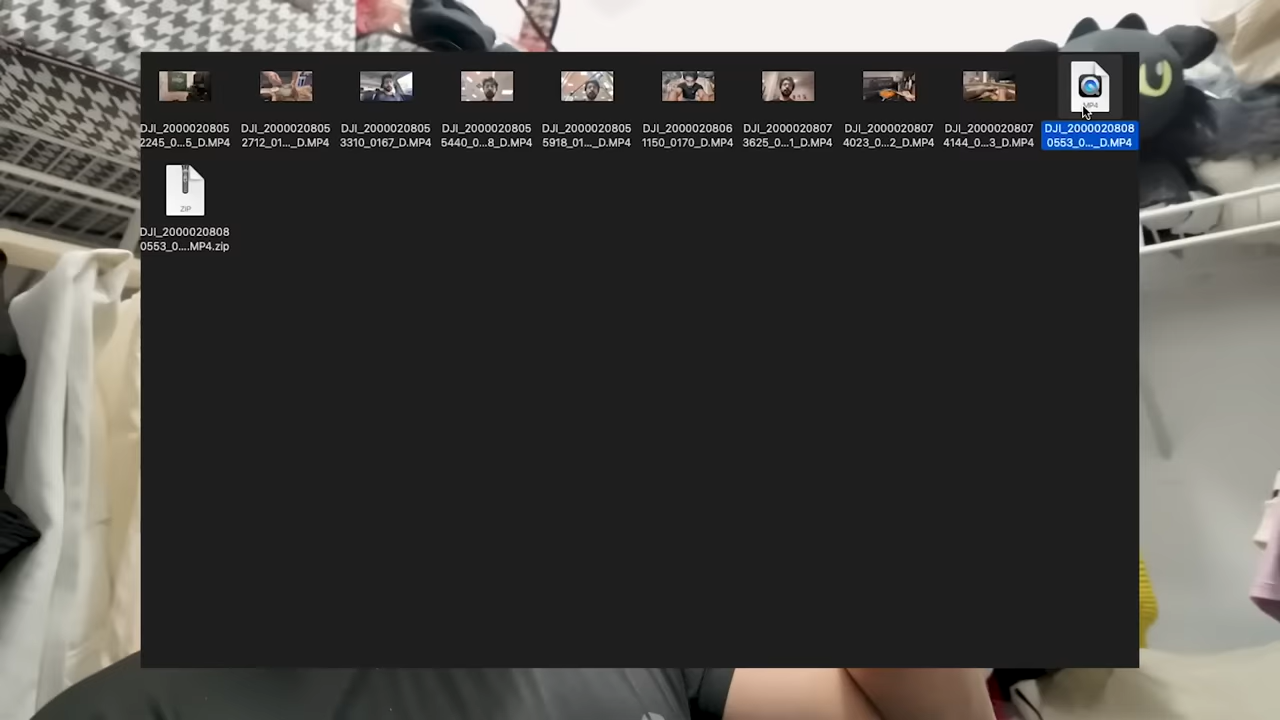 MP4
DJI_2000020805
2245_0...5_D.MP4
DJI_2000020805
2712_01..._D.MP4
DJI_2000020805
3310_0167_D.MP4
DJI_2000020805
5440_0...8_D.MP4
DJI_2000020805
5918_01..._D.MP4
DJI_2000020806
1150_0170_D.MP4
DJI_2000020807
3625_0...1_D.MP4
DJI_2000020807
4023_0...2_D.MP4
DJI_2000020807
4144_0...3_D.MP4
DJI_2000020808
0553_0..._D.MP4
ZIP
DJI_2000020808
0553_0....MP4.zip